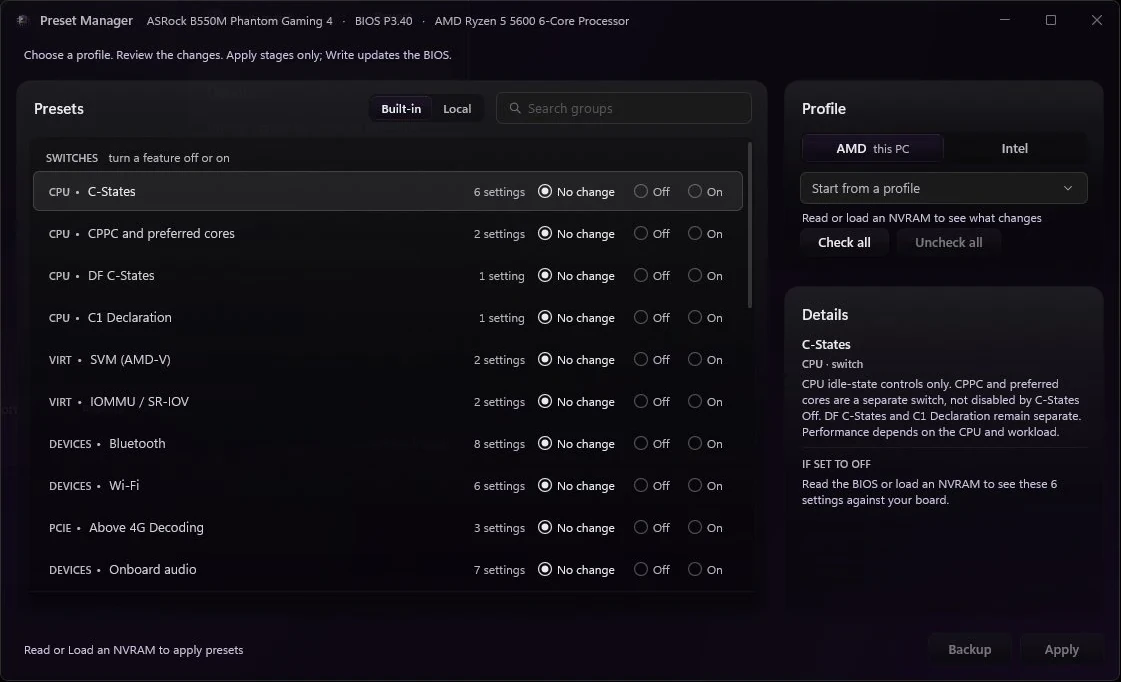 Preset Manager ASRock B550M Phantom Gaming 4 · BIOS P3.40 · AMD Ryzen 5 5600 6-Core Processor
Choose a profile. Review the changes. Apply stages only; Write updates the BIOS.
Presets Built-in Local Search groups
SWITCHES turn a feature off or on
CPU • C-States 6 settings No change Off On
CPU • CPPC and preferred cores 2 settings No change Off On
CPU • DF C-States 1 setting No change Off On
CPU • C1 Declaration 1 setting No change Off On
VIRT • SVM (AMD-V) 2 settings No change Off On
VIRT • IOMMU / SR-IOV 2 settings No change Off On
DEVICES • Bluetooth 8 settings No change Off On
DEVICES • Wi-Fi 6 settings No change Off On
PCIE • Above 4G Decoding 3 settings No change Off On
DEVICES • Onboard audio 7 settings No change Off On
Profile
AMD this PC Intel
Start from a profile
Read or load an NVRAM to see what changes
Check all Uncheck all
Details
C-States
CPU · switch
CPU idle-state controls only. CPPC and preferred
cores are a separate switch, not disabled by C-States
Off. DF C-States and C1 Declaration remain separate.
Performance depends on the CPU and workload.
IF SET TO OFF
Read the BIOS or load an NVRAM to see these 6
settings against your board.
Read or Load an NVRAM to apply presets
Backup Apply